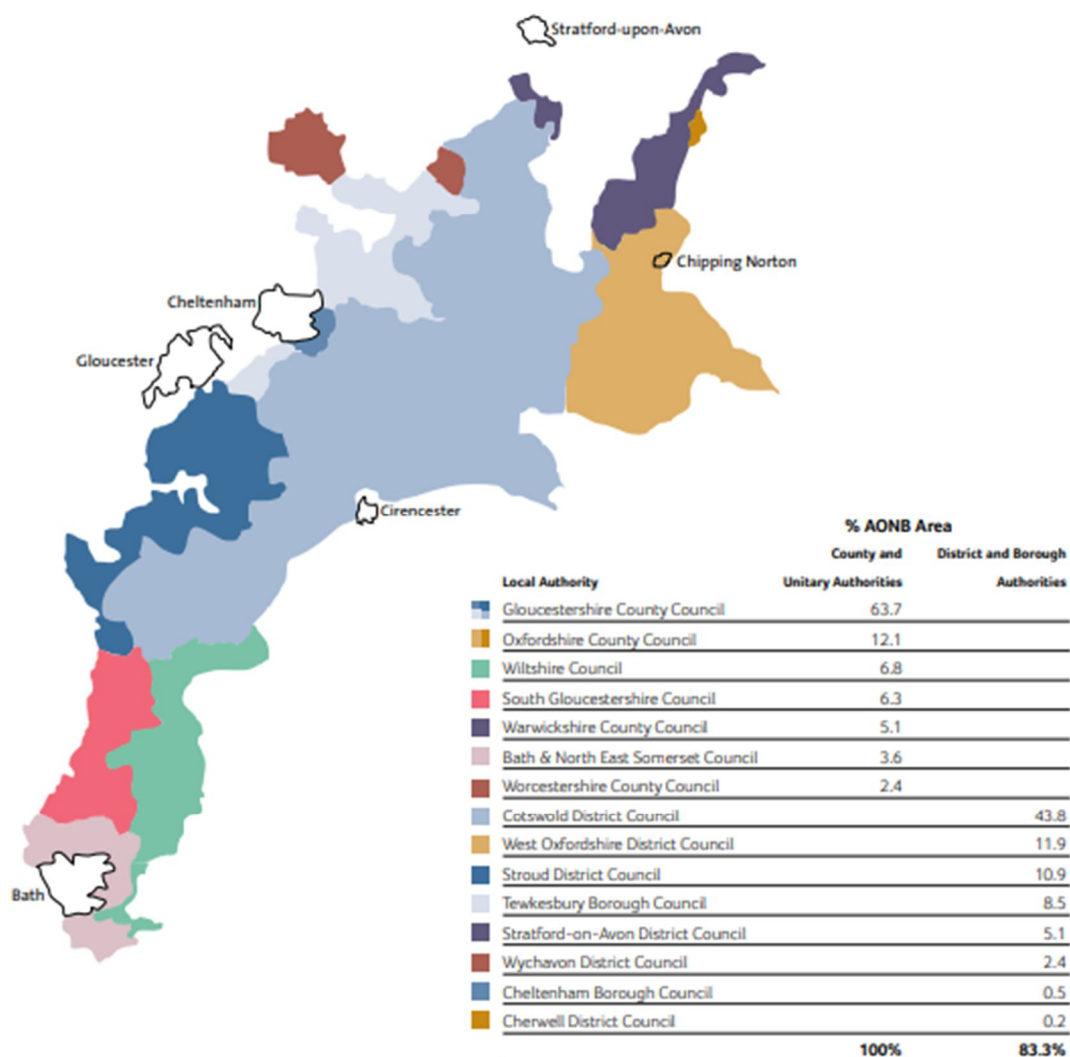 Stratford-upon-Avon
Chipping Norton
Cheltenham
Gloucester
Cirencester
Bath
% AONB Area
County and District and Borough
Local Authority Unitary Authorities Authorities
Gloucestershire County Council 63.7
Oxfordshire County Council 12.1
Wiltshire Council 6.8
South Gloucestershire Council 6.3
Warwickshire County Council 5.1
Bath & North East Somerset Council 3.6
Worcestershire County Council 2.4
Cotswold District Council 43.8
West Oxfordshire District Council 11.9
Stroud District Council 10.9
Tewkesbury Borough Council 8.5
Stratford-on-Avon District Council 5.1
Wychavon District Council 2.4
Cheltenham Borough Council 0.5
Cherwell District Council 0.2
100% 83.3%